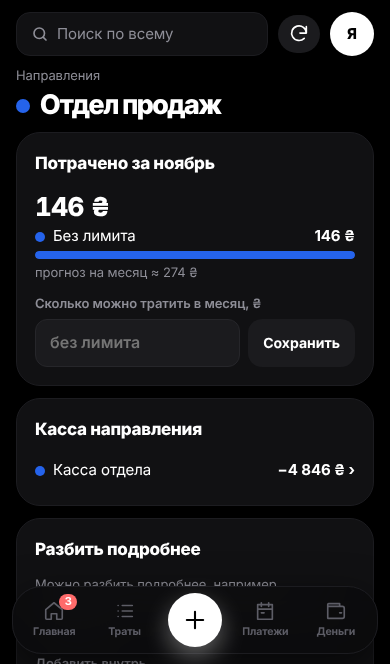 Поиск по всему
Я
Направления
Отдел продаж
Потрачено за ноябрь
146 ₴
Без лимита 146 ₴
прогноз на месяц ≈ 274 ₴
Сколько можно тратить в месяц, ₴
без лимита Сохранить
Касса направления
Касса отдела −4 846 ₴ ›
Разбить подробнее
Можно разбить подробнее, например
3
Главная Траты Платежи Деньги
Добавить внутрь